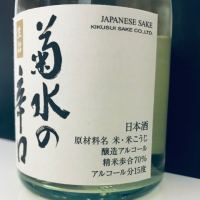 JAPANESE SAKE
KIKUSUI SAKE CO.,LTD.
菊水の
辛口
日本酒
原材料名 米・米こうじ
醸造アルコール
精米歩合70%
アルコール分15度